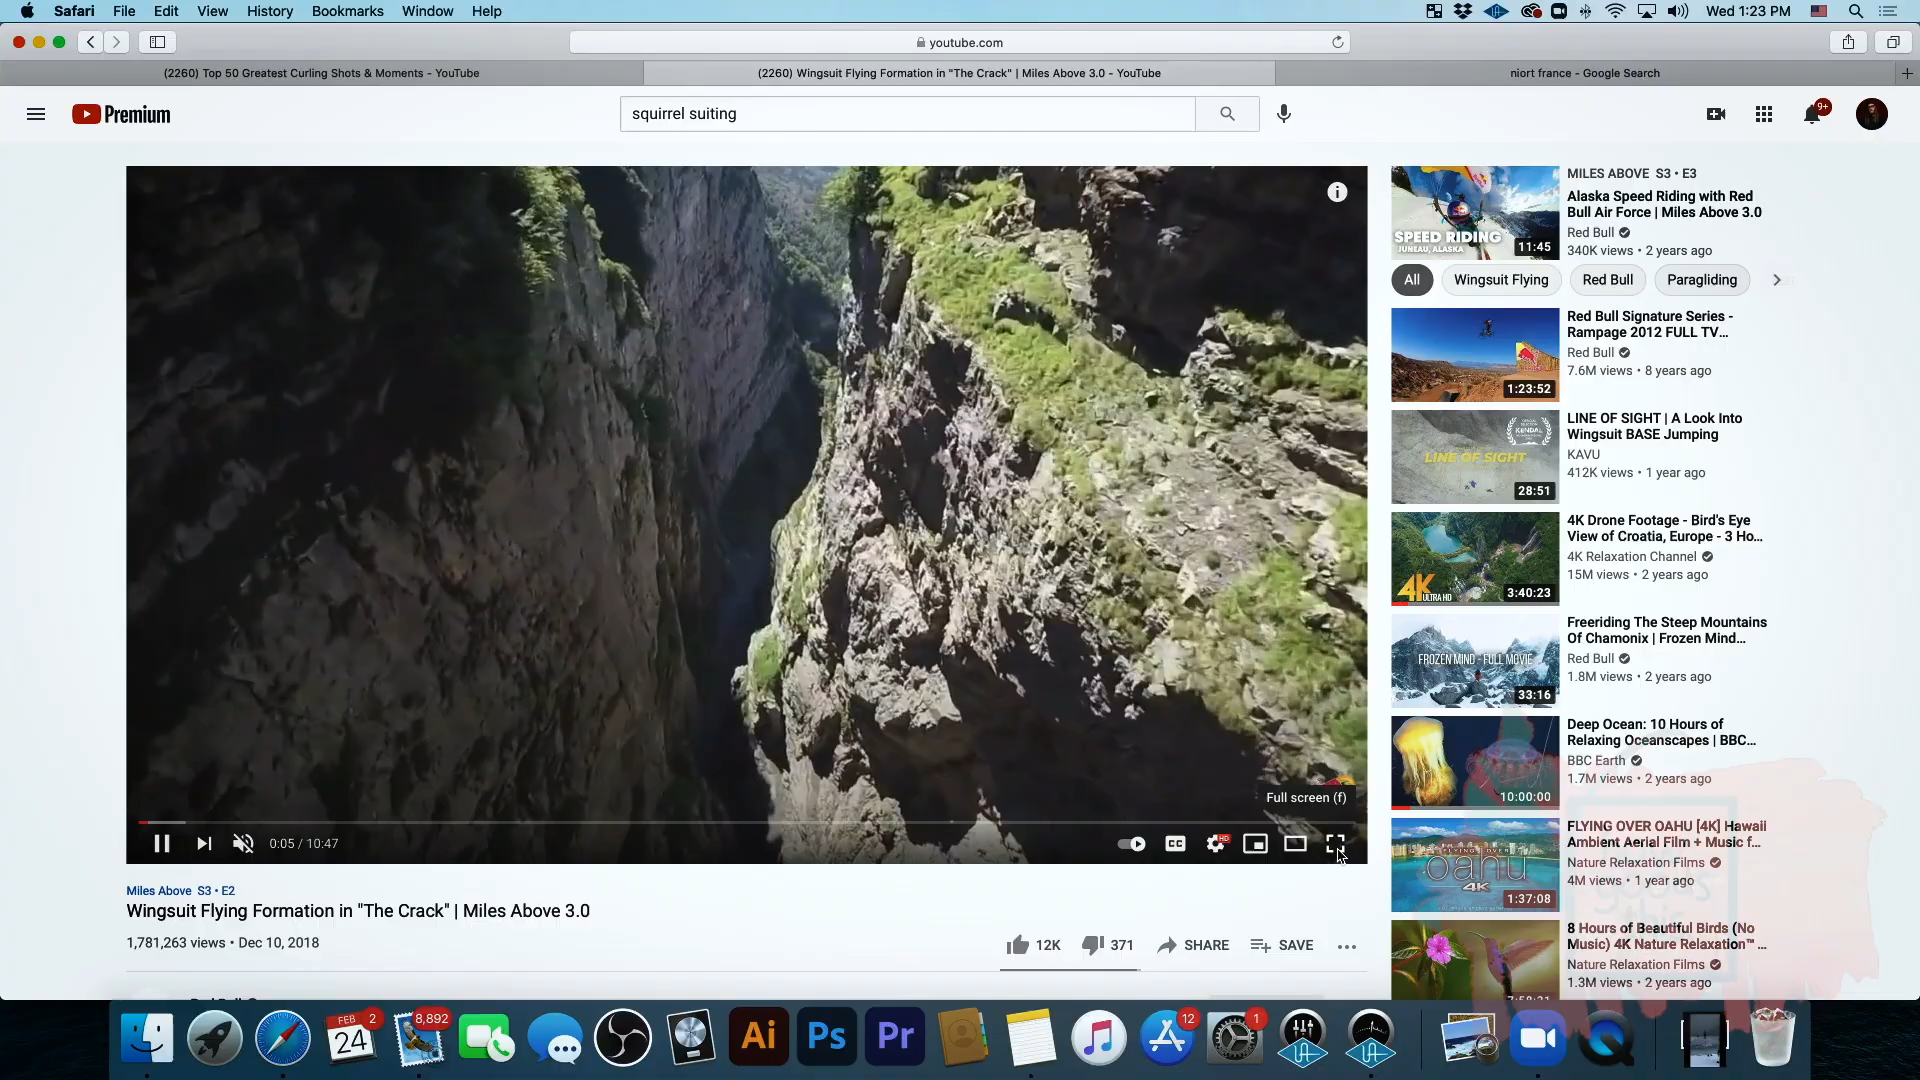 Safari File Edit View History Bookmarks Window Help
Wed 1:23 PM
youtube.com
(2260) Top 50 Greatest Curling Shots & Moments - YouTube
(2260) Wingsuit Flying Formation in "The Crack" | Miles Above 3.0 - YouTube
niort france - Google Search
Premium
squirrel suiting
9+
Full screen (f)
0:05 / 10:47
CC
HD
Miles Above S3 • E2
Wingsuit Flying Formation in "The Crack" | Miles Above 3.0
1,781,263 views • Dec 10, 2018
12K 371 SHARE SAVE
SPEED RIDING
JUNEAU, ALASKA
11:45
MILES ABOVE S3 • E3
Alaska Speed Riding with Red
Bull Air Force | Miles Above 3.0
Red Bull
340K views • 2 years ago
All Wingsuit Flying Red Bull Paragliding
1:23:52
Red Bull Signature Series -
Rampage 2012 FULL TV...
Red Bull
7.6M views • 8 years ago
KENDAL
LINE OF SIGHT
28:51
LINE OF SIGHT | A Look Into
Wingsuit BASE Jumping
KAVU
412K views • 1 year ago
4K
ULTRA HD
3:40:23
4K Drone Footage - Bird's Eye
View of Croatia, Europe - 3 Ho...
4K Relaxation Channel
15M views • 2 years ago
FROZEN MIND - FULL MOVIE
33:16
Freeriding The Steep Mountains
Of Chamonix | Frozen Mind...
Red Bull
1.8M views • 2 years ago
10:00:00
Deep Ocean: 10 Hours of
Relaxing Oceanscapes | BBC...
BBC Earth
1.7M views • 2 years ago
FLYING OVER
oahu
4K
1:37:08
FLYING OVER OAHU [4K] Hawaii
Ambient Aerial Film + Music f...
Nature Relaxation Films
4M views • 1 year ago
8 Hours of Beautiful Birds (No
Music) 4K Nature Relaxation™ ...
Nature Relaxation Films
1.3M views • 2 years ago
FEB
24
2
8,892
Ai
Ps
Pr
12
1